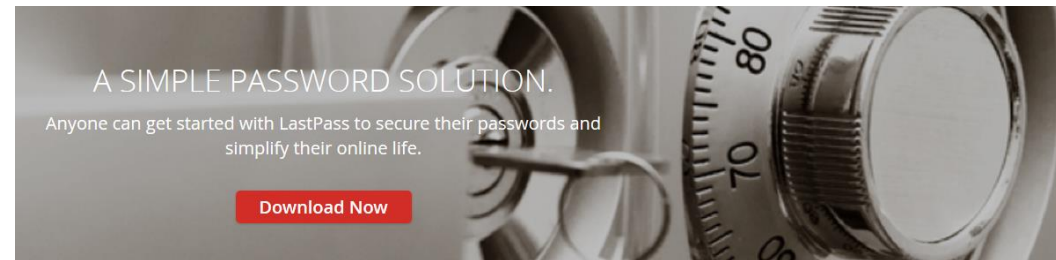 A SIMPLE PASSWORD SOLUTION.
Anyone can get started with LastPass to secure their passwords and
simplify their online life.
Download Now
80
70
60